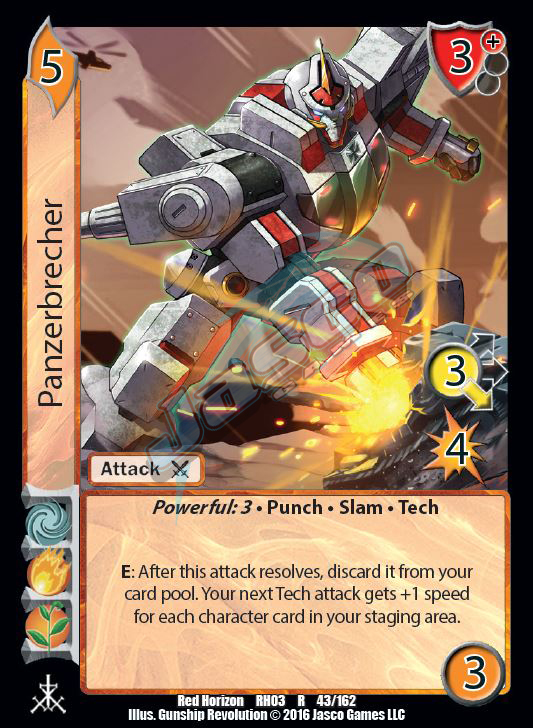 5
3
+
Panzerbrecher
Jasco
3
4
Attack
Powerful: 3 • Punch • Slam • Tech
E: After this attack resolves, discard it from your
card pool. Your next Tech attack gets +1 speed
for each character card in your staging area.
3
Red Horizon RH03 R 43/162
Illus. Gunship Revolution © 2016 Jasco Games LLC